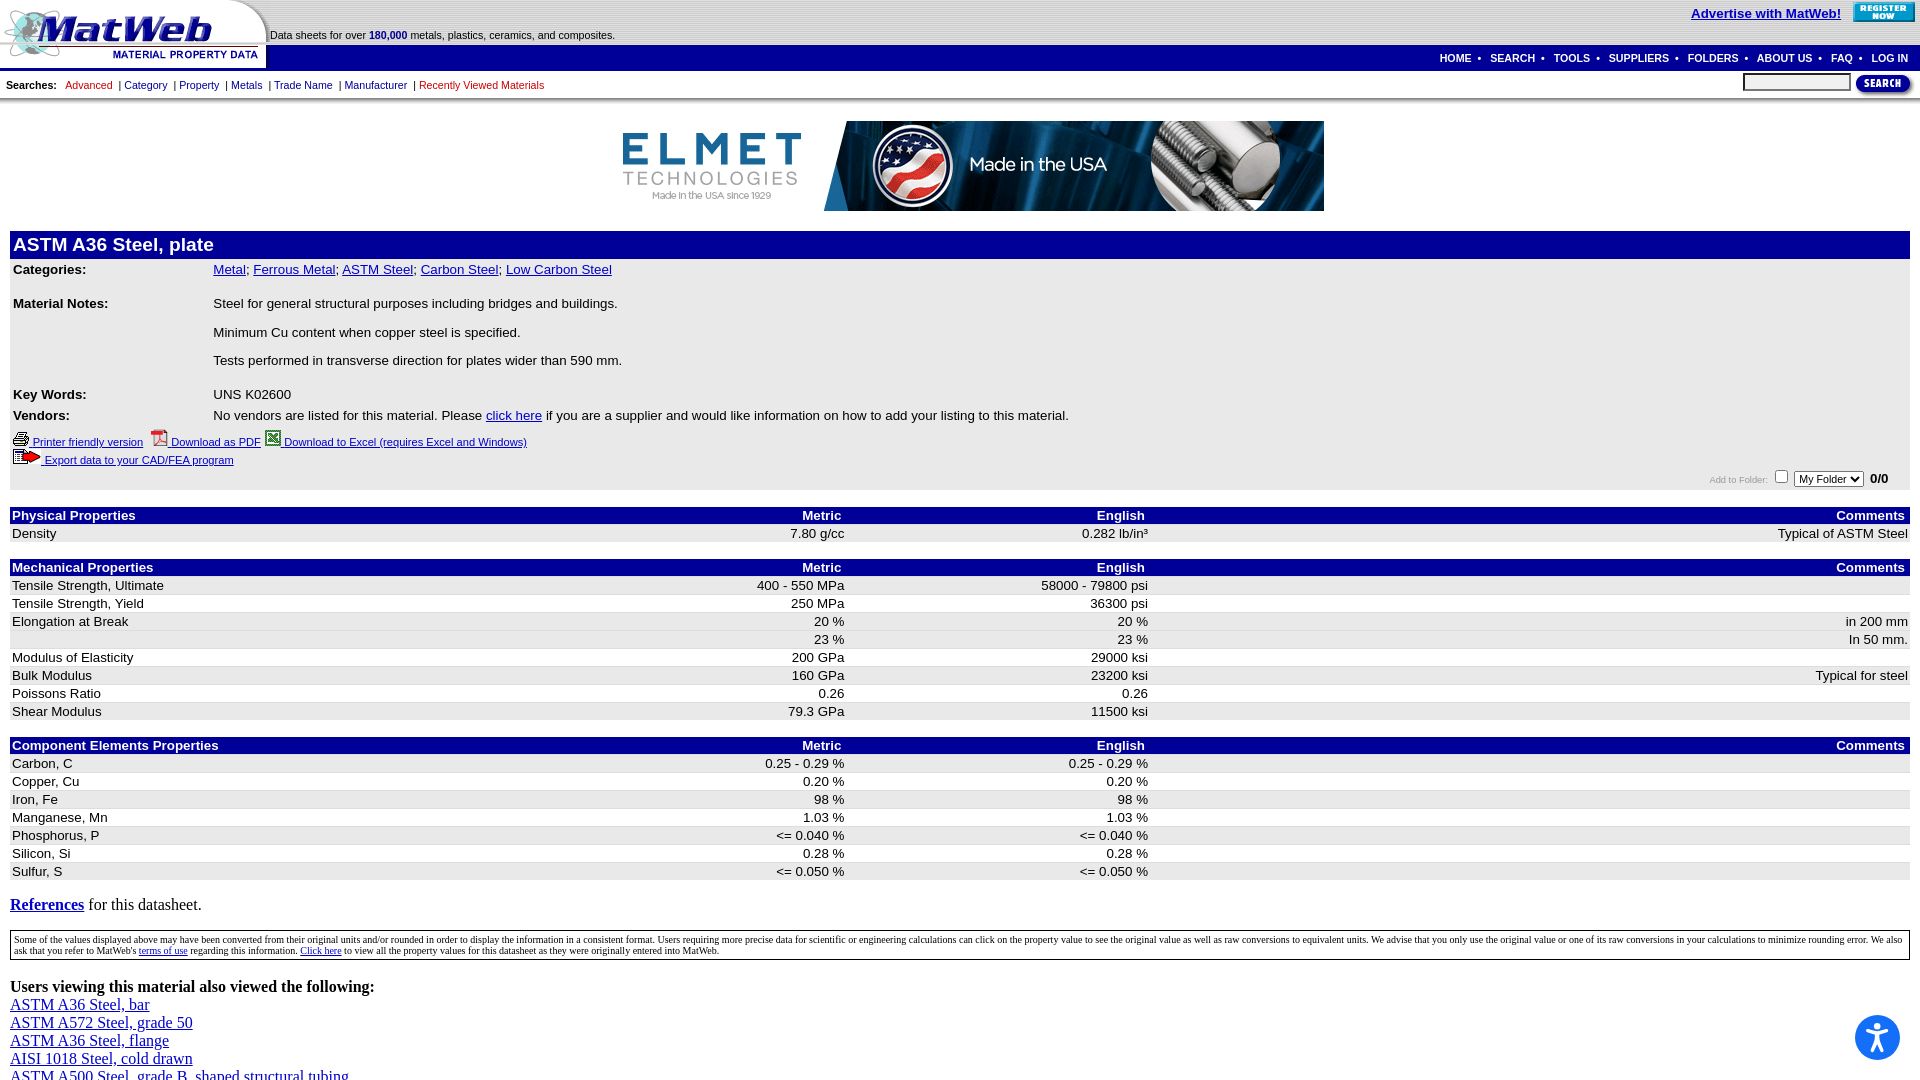 MatWeb
MATERIAL PROPERTY DATA
Data sheets for over 180,000 metals, plastics, ceramics, and composites.
Advertise with MatWeb!
REGISTER NOW
HOME • SEARCH • TOOLS • SUPPLIERS • FOLDERS • ABOUT US • FAQ • LOG IN
Searches: Advanced | Category | Property | Metals | Trade Name | Manufacturer | Recently Viewed Materials
SEARCH
ELMET
TECHNOLOGIES
Made in the USA since 1929
Made in the USA
ASTM A36 Steel, plate
Categories: Metal; Ferrous Metal; ASTM Steel; Carbon Steel; Low Carbon Steel
Material Notes: Steel for general structural purposes including bridges and buildings.
Minimum Cu content when copper steel is specified.
Tests performed in transverse direction for plates wider than 590 mm.
Key Words: UNS K02600
Vendors: No vendors are listed for this material. Please click here if you are a supplier and would like information on how to add your listing to this material.
Printer friendly version Download as PDF Download to Excel (requires Excel and Windows)
Export data to your CAD/FEA program
Add to Folder: My Folder 0/0
Physical Properties Metric English Comments
Density 7.80 g/cc 0.282 lb/in³ Typical of ASTM Steel
Mechanical Properties Metric English Comments
Tensile Strength, Ultimate 400 - 550 MPa 58000 - 79800 psi
Tensile Strength, Yield 250 MPa 36300 psi
Elongation at Break 20 % 20 % in 200 mm
23 % 23 % In 50 mm.
Modulus of Elasticity 200 GPa 29000 ksi
Bulk Modulus 160 GPa 23200 ksi Typical for steel
Poissons Ratio 0.26 0.26
Shear Modulus 79.3 GPa 11500 ksi
Component Elements Properties Metric English Comments
Carbon, C 0.25 - 0.29 % 0.25 - 0.29 %
Copper, Cu 0.20 % 0.20 %
Iron, Fe 98 % 98 %
Manganese, Mn 1.03 % 1.03 %
Phosphorus, P <= 0.040 % <= 0.040 %
Silicon, Si 0.28 % 0.28 %
Sulfur, S <= 0.050 % <= 0.050 %
References for this datasheet.
Some of the values displayed above may have been converted from their original units and/or rounded in order to display the information in a consistent format. Users requiring more precise data for scientific or engineering calculations can click on the property value to see the original value as well as raw conversions to equivalent units. We advise that you only use the original value or one of its raw conversions in your calculations to minimize rounding error. We also
ask that you refer to MatWeb's terms of use regarding this information. Click here to view all the property values for this datasheet as they were originally entered into MatWeb.
Users viewing this material also viewed the following:
ASTM A36 Steel, bar
ASTM A572 Steel, grade 50
ASTM A36 Steel, flange
AISI 1018 Steel, cold drawn
ASTM A500 Steel, grade B, shaped structural tubing